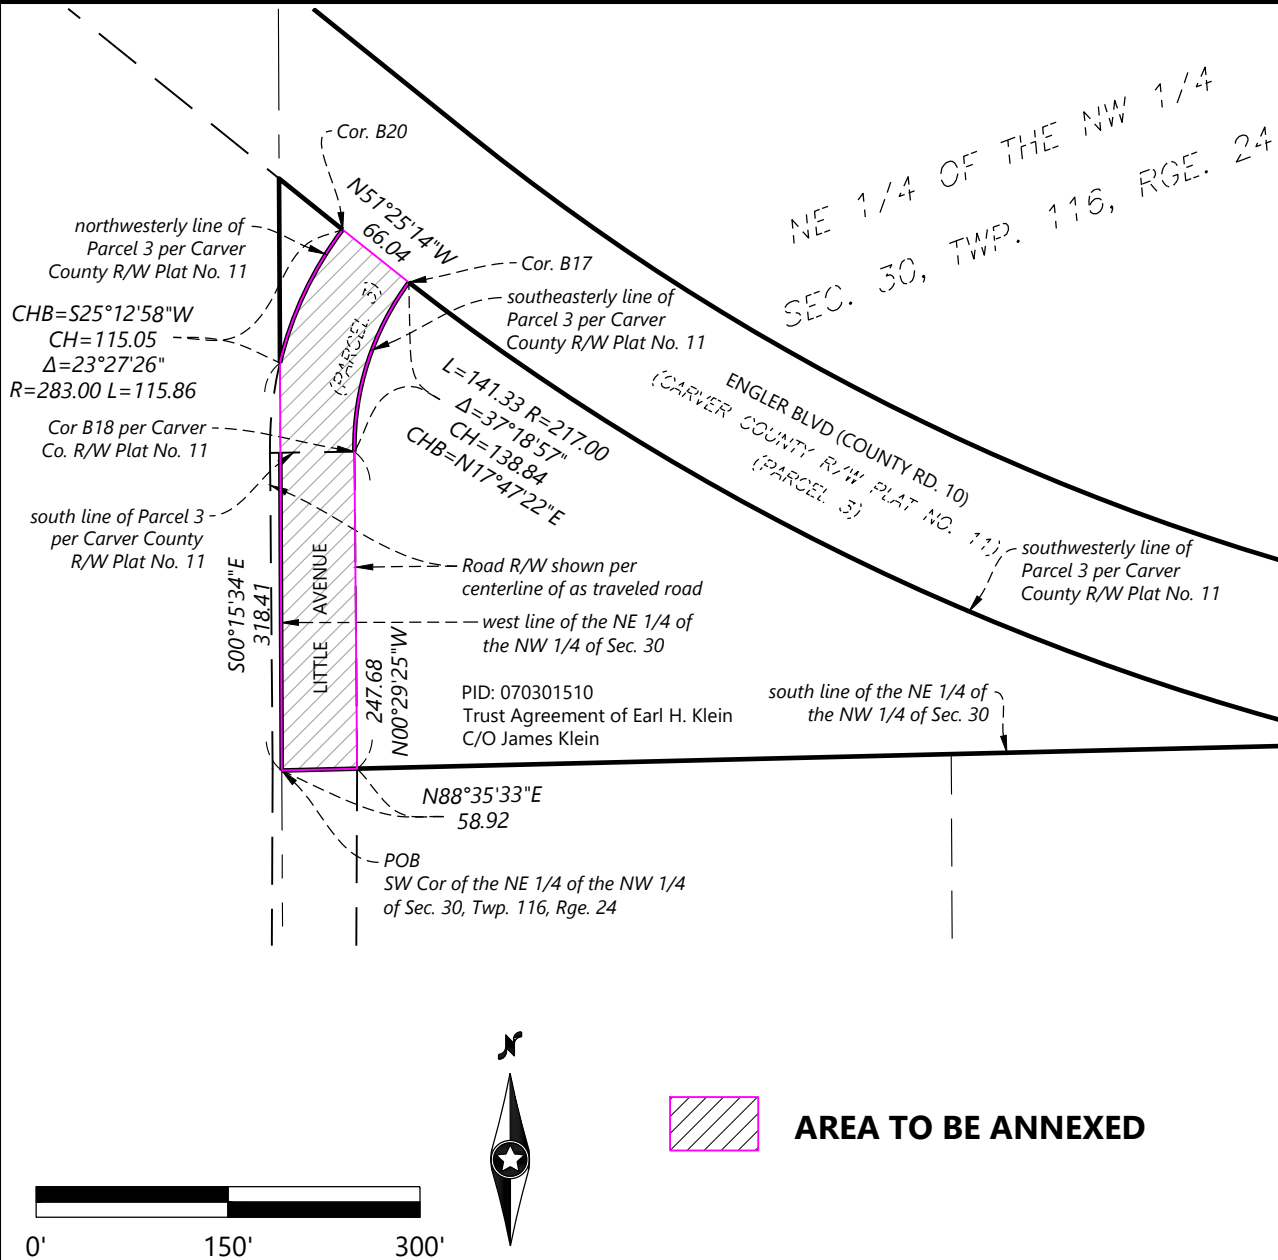 NE 1/4 OF THE NW 1/4
SEC. 30, TWP. 116, RGE. 24
Cor. B20
N51°25'14"W
66.04
northwesterly line of
Parcel 3 per Carver
County R/W Plat No. 11
Cor. B17
southeasterly line of
Parcel 3 per Carver
County R/W Plat No. 11
CHB=S25°12'58"W
CH=115.05
Δ=23°27'26"
R=283.00 L=115.86
(PARCEL 3)
L=141.33 R=217.00
Δ=37°18'57"
CH=138.84
CHB=N17°47'22"E
ENGLER BLVD (COUNTY RD. 10)
(CARVER COUNTY R/W PLAT NO. 11)
(PARCEL 3)
Cor B18 per Carver
Co. R/W Plat No. 11
south line of Parcel 3
per Carver County
R/W Plat No. 11
southwesterly line of
Parcel 3 per Carver
County R/W Plat No. 11
Road R/W shown per
centerline of as traveled road
S00°15'34"E
318.41
LITTLE AVENUE
west line of the NE 1/4 of
the NW 1/4 of Sec. 30
247.68
N00°29'25"W
PID: 070301510
Trust Agreement of Earl H. Klein
C/O James Klein
south line of the NE 1/4 of
the NW 1/4 of Sec. 30
N88°35'33"E
58.92
POB
SW Cor of the NE 1/4 of the NW 1/4
of Sec. 30, Twp. 116, Rge. 24
N
AREA TO BE ANNEXED
0' 150' 300'